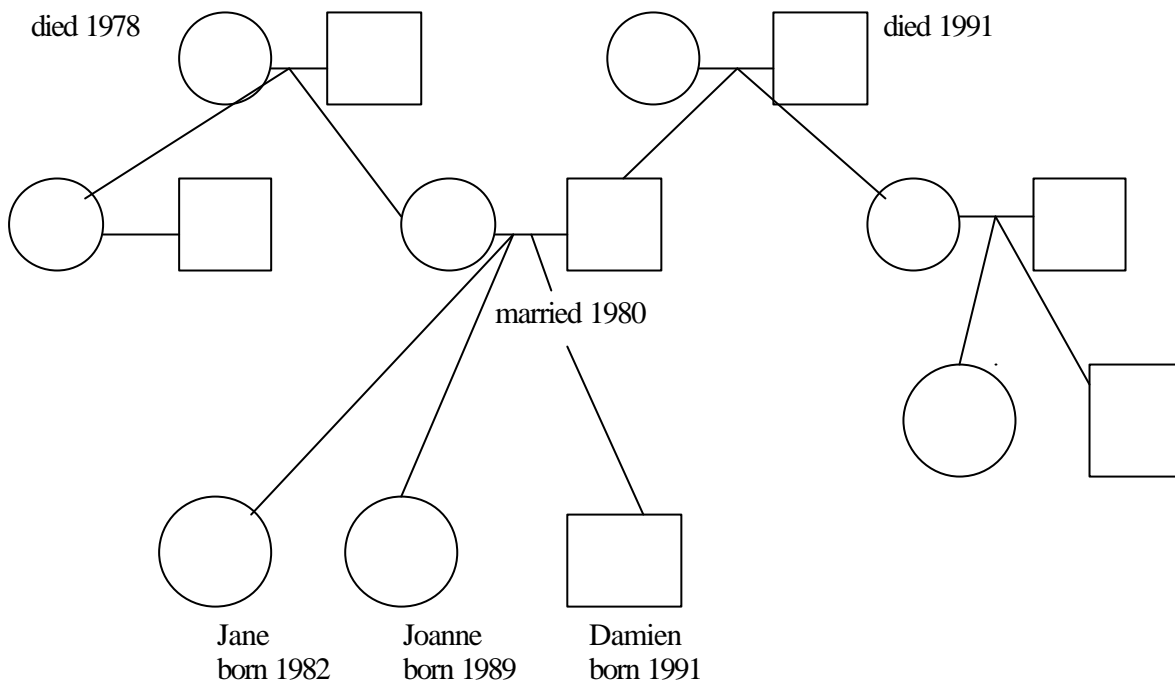 died 1978
died 1991
married 1980
Jane
born 1982
Joanne
born 1989
Damien
born 1991